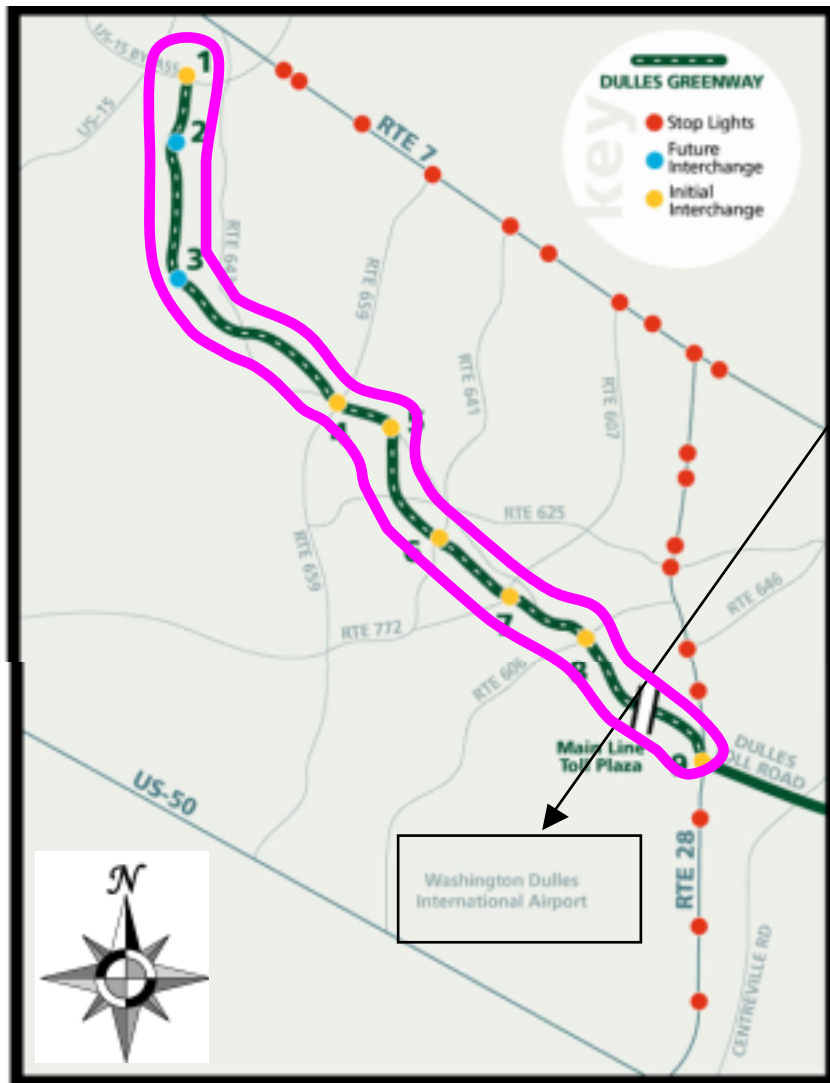 US-15 BYPASS
1
US-15
2
RTE 7
DULLES GREENWAY
key
Stop Lights
Future
Interchange
Initial
Interchange
3
RTE 643
RTE 659
RTE 641
RTE 607
4
5
RTE 625
6
RTE 659
RTE 772
7
RTE 646
8
RTE 606
Main Line
Toll Plaza
9
DULLES
TOLL ROAD
US-50
Washington Dulles
International Airport
RTE 28
CENTREVILLE RD
N